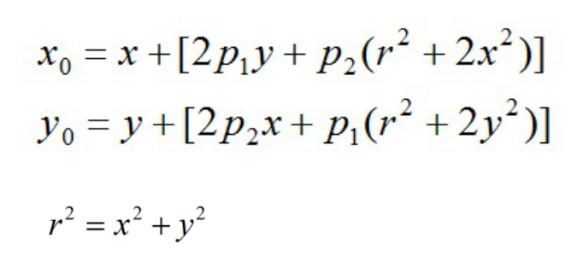 x₀ = x + [2p₁y + p₂(r² + 2x²)]
y₀ = y + [2p₂x + p₁(r² + 2y²)]
r² = x² + y²